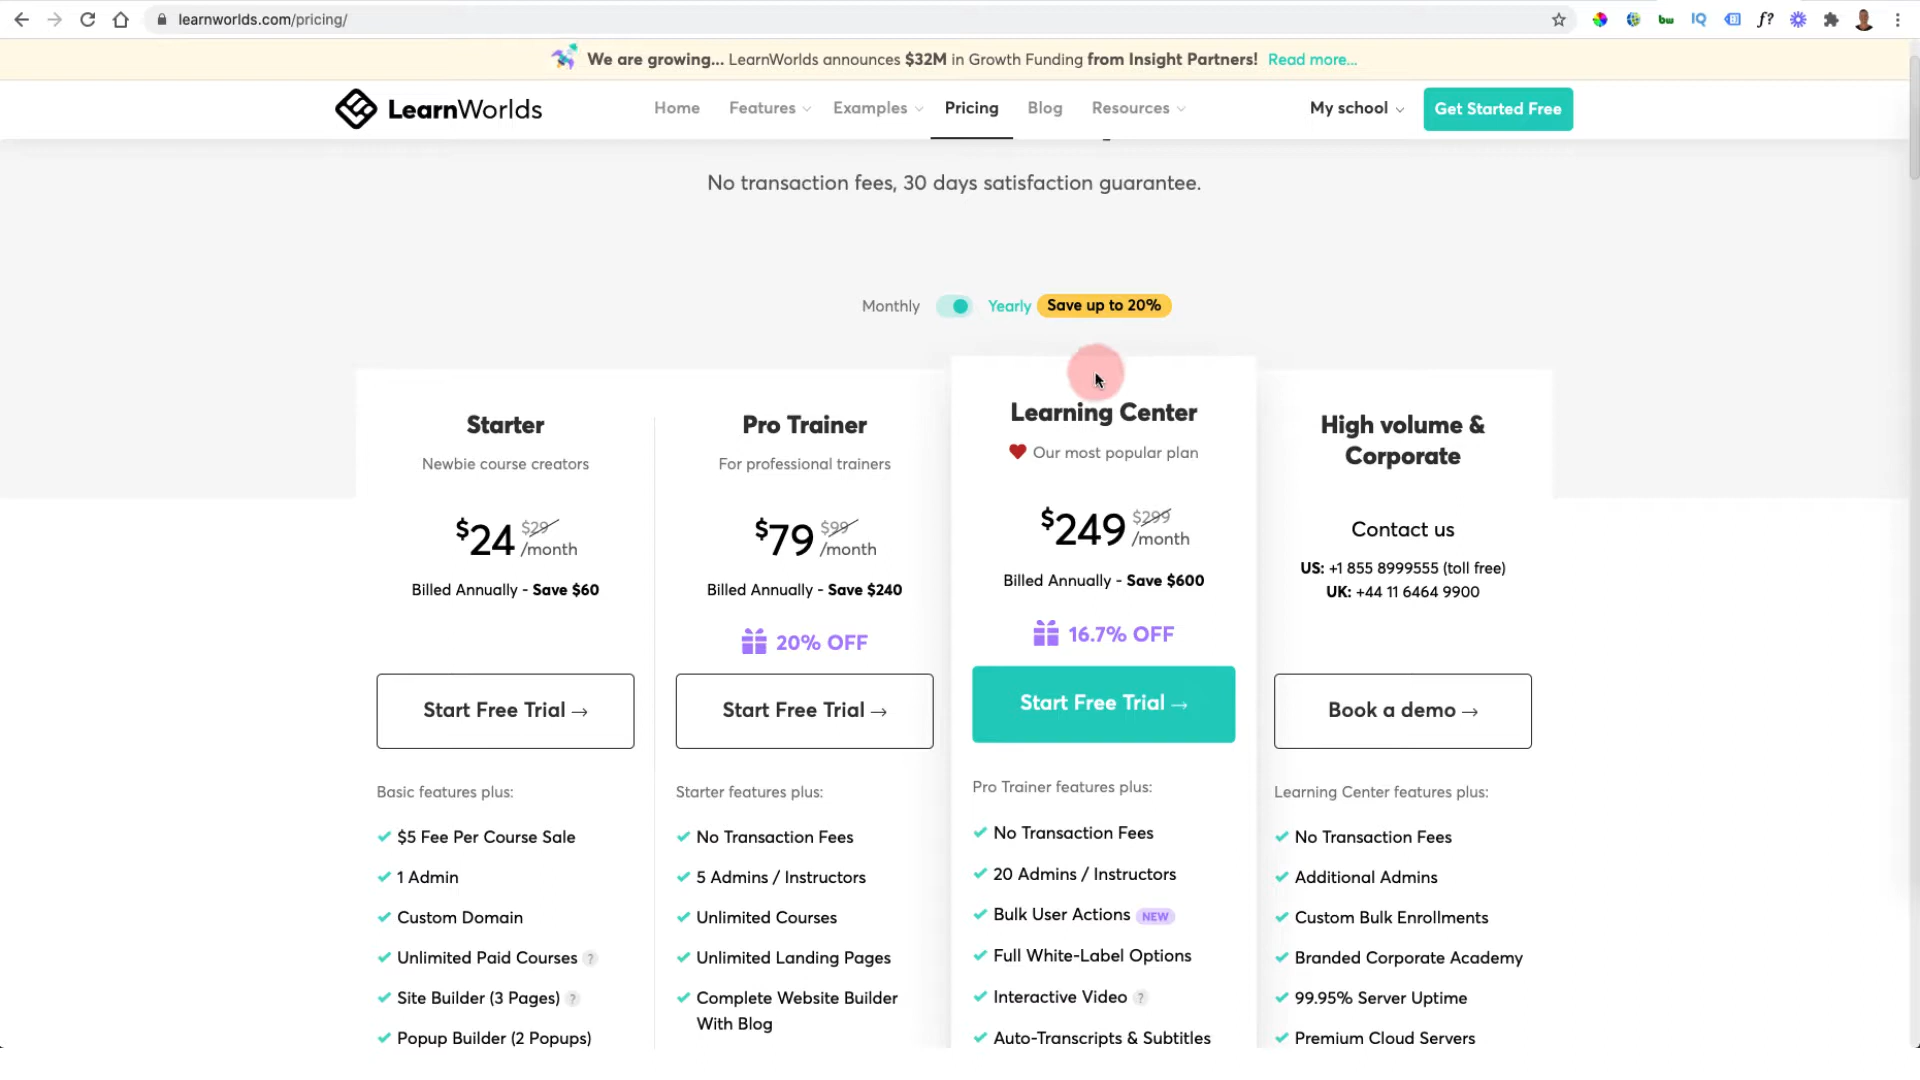 learnworlds.com/pricing/
bw
IQ
f?
We are growing... LearnWorlds announces $32M in Growth Funding from Insight Partners! Read more...
LearnWorlds
Home
Features
Examples
Pricing
Blog
Resources
My school
Get Started Free
No transaction fees, 30 days satisfaction guarantee.
Monthly
Yearly
Save up to 20%
Starter
Newbie course creators
$24 $29 /month
Billed Annually - Save $60
Start Free Trial →
Basic features plus:
$5 Fee Per Course Sale
1 Admin
Custom Domain
Unlimited Paid Courses ?
Site Builder (3 Pages) ?
Popup Builder (2 Popups)
Pro Trainer
For professional trainers
$79 $99 /month
Billed Annually - Save $240
20% OFF
Start Free Trial →
Starter features plus:
No Transaction Fees
5 Admins / Instructors
Unlimited Courses
Unlimited Landing Pages
Complete Website Builder
With Blog
Learning Center
Our most popular plan
$249 $299 /month
Billed Annually - Save $600
16.7% OFF
Start Free Trial →
Pro Trainer features plus:
No Transaction Fees
20 Admins / Instructors
Bulk User Actions NEW
Full White-Label Options
Interactive Video ?
Auto-Transcripts & Subtitles
High volume &
Corporate
Contact us
US: +1 855 8999555 (toll free)
UK: +44 11 6464 9900
Book a demo →
Learning Center features plus:
No Transaction Fees
Additional Admins
Custom Bulk Enrollments
Branded Corporate Academy
99.95% Server Uptime
Premium Cloud Servers